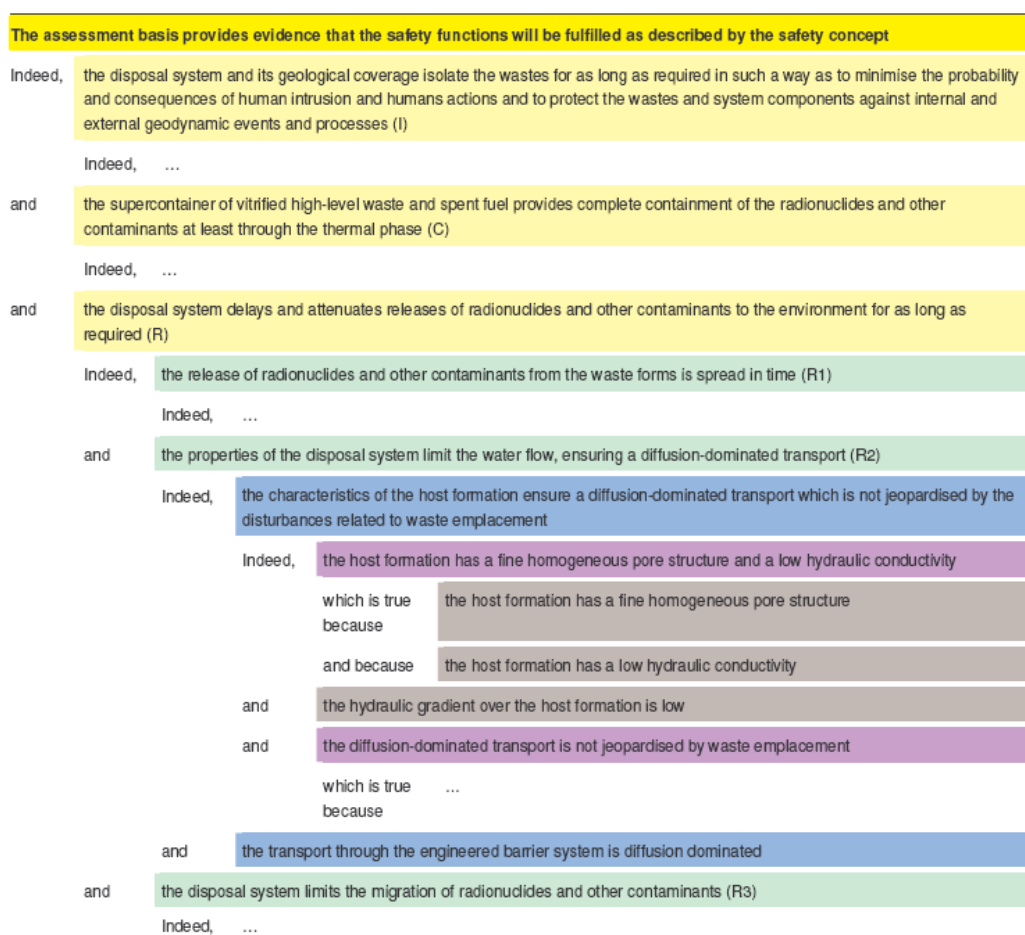 The assessment basis provides evidence that the safety functions will be fulfilled as described by the safety concept
Indeed, the disposal system and its geological coverage isolate the wastes for as long as required in such a way as to minimise the probability
and consequences of human intrusion and humans actions and to protect the wastes and system components against internal and
external geodynamic events and processes (I)
Indeed, ...
and the supercontainer of vitrified high-level waste and spent fuel provides complete containment of the radionuclides and other
contaminants at least through the thermal phase (C)
Indeed, ...
and the disposal system delays and attenuates releases of radionuclides and other contaminants to the environment for as long as
required (R)
Indeed, the release of radionuclides and other contaminants from the waste forms is spread in time (R1)
Indeed, ...
and the properties of the disposal system limit the water flow, ensuring a diffusion-dominated transport (R2)
Indeed, the characteristics of the host formation ensure a diffusion-dominated transport which is not jeopardised by the
disturbances related to waste emplacement
Indeed, the host formation has a fine homogeneous pore structure and a low hydraulic conductivity
which is true the host formation has a fine homogeneous pore structure
because
and because the host formation has a low hydraulic conductivity
and the hydraulic gradient over the host formation is low
and the diffusion-dominated transport is not jeopardised by waste emplacement
which is true ...
because
and the transport through the engineered barrier system is diffusion dominated
and the disposal system limits the migration of radionuclides and other contaminants (R3)
Indeed, ...